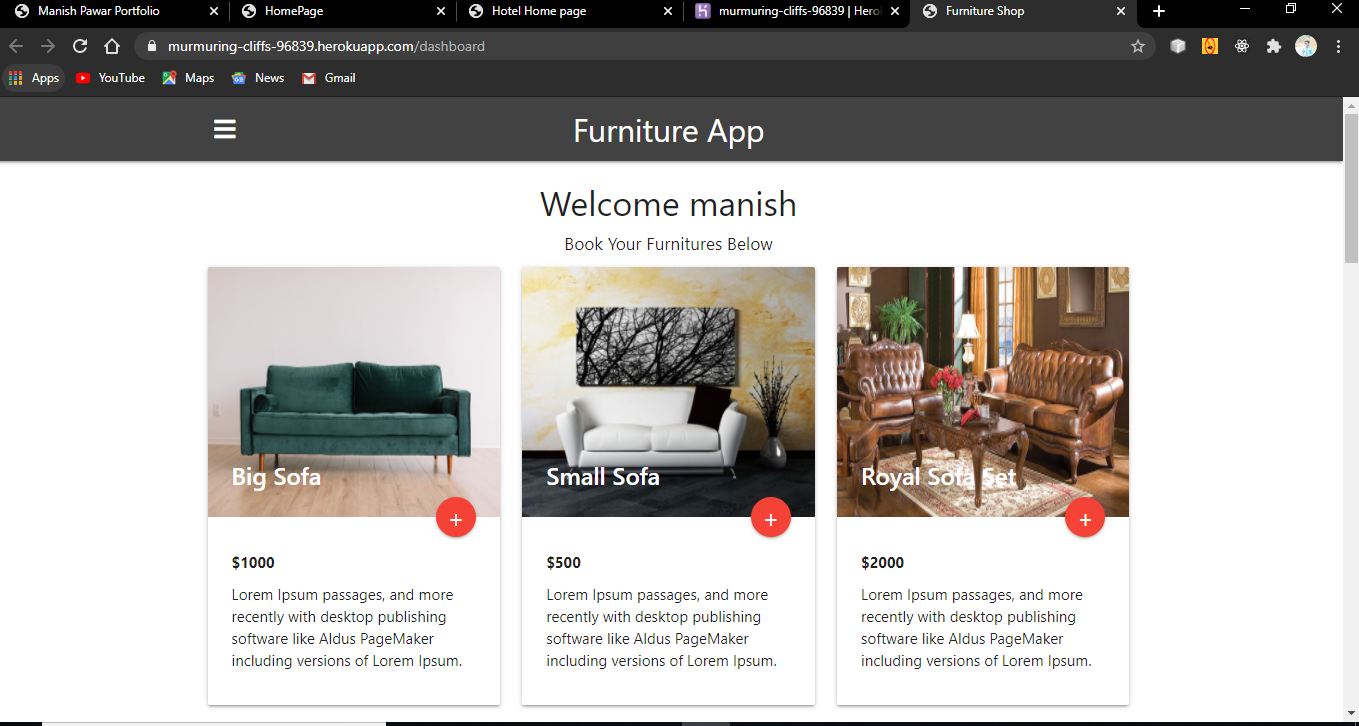 Manish Pawar Portfolio
HomePage
Hotel Home page
murmuring-cliffs-96839 | Hero
Furniture Shop
murmuring-cliffs-96839.herokuapp.com/dashboard
Apps
YouTube
Maps
News
Gmail
Furniture App
Welcome manish
Book Your Furnitures Below
Big Sofa
+
$1000
Lorem Ipsum passages, and more
recently with desktop publishing
software like Aldus PageMaker
including versions of Lorem Ipsum.
Small Sofa
+
$500
Lorem Ipsum passages, and more
recently with desktop publishing
software like Aldus PageMaker
including versions of Lorem Ipsum.
Royal Sofa Set
+
$2000
Lorem Ipsum passages, and more
recently with desktop publishing
software like Aldus PageMaker
including versions of Lorem Ipsum.